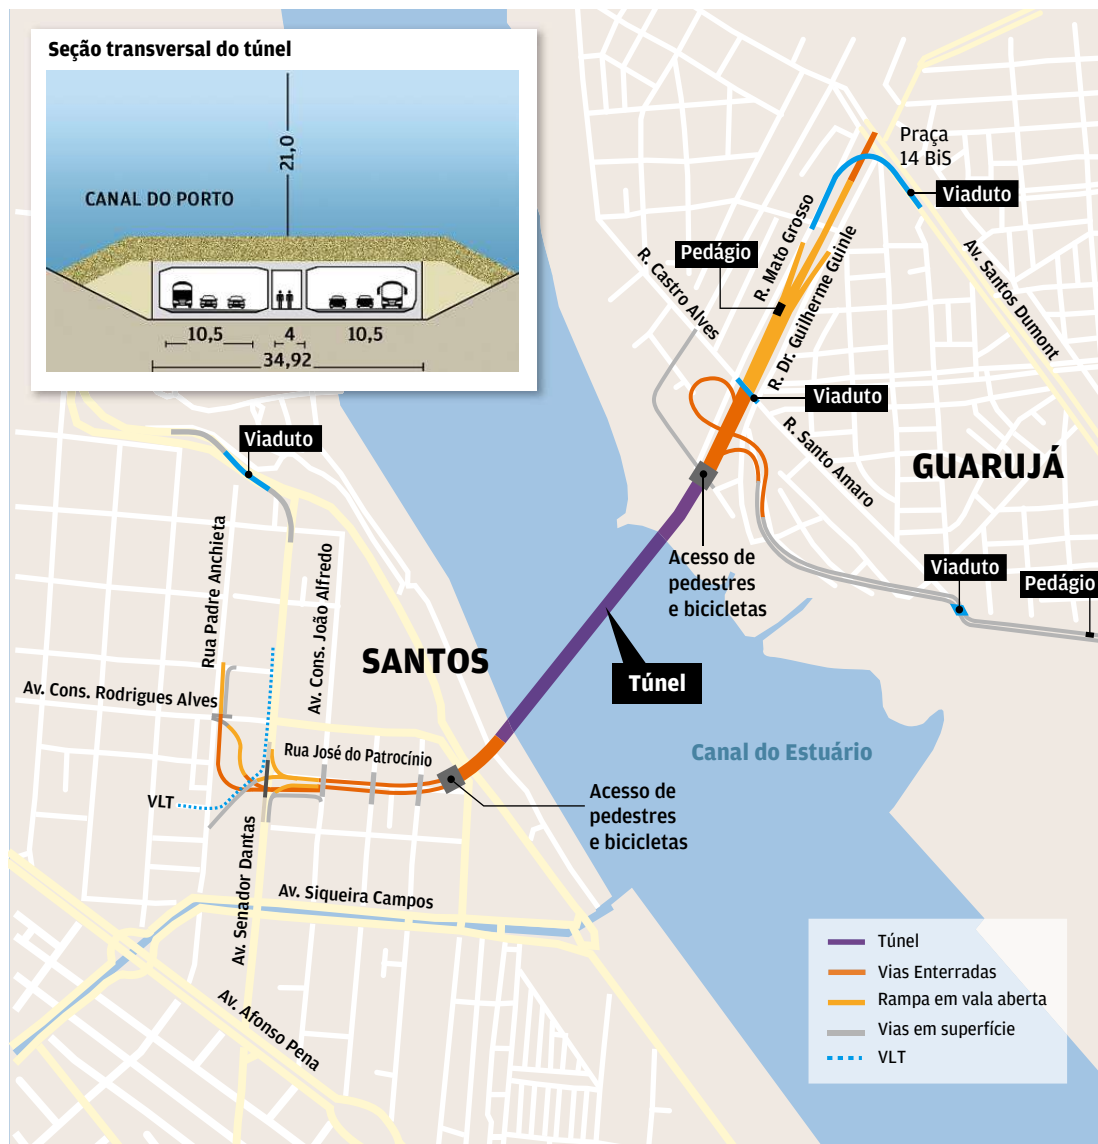 Seção transversal do túnel
21,0
CANAL DO PORTO
10,5
4
10,5
34,92
Praça
14 BiS
Viaduto
R. Mato Grosso
Pedágio
R. Castro Alves
R. Dr. Guilherme Guinle
Av. Santos Dumont
Viaduto
R. Santo Amaro
GUARUJÁ
Viaduto
Acesso de
pedestres
e bicicletas
Viaduto
Pedágio
Rua Padre Anchieta
Av. Cons. João Alfredo
SANTOS
Túnel
Av. Cons. Rodrigues Alves
Rua José do Patrocínio
Canal do Estuário
VLT
Acesso de
pedestres
e bicicletas
Av. Senador Dantas
Av. Siqueira Campos
Av. Afonso Pena
Túnel
Vias Enterradas
Rampa em vala aberta
Vias em superfície
VLT